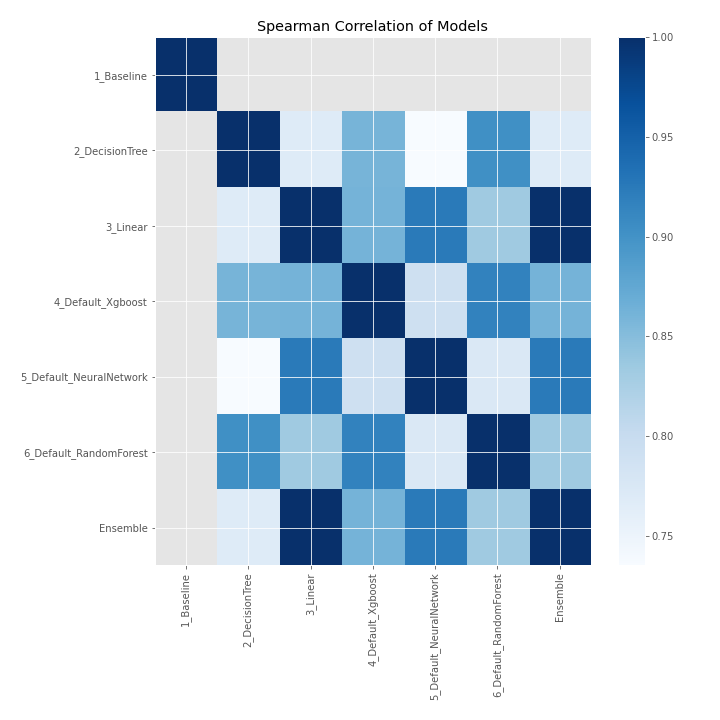 Spearman Correlation of Models
1_Baseline
2_DecisionTree
3_Linear
4_Default_Xgboost
5_Default_NeuralNetwork
6_Default_RandomForest
Ensemble
1_Baseline
2_DecisionTree
3_Linear
4_Default_Xgboost
5_Default_NeuralNetwork
6_Default_RandomForest
Ensemble
1.00
0.95
0.90
0.85
0.80
0.75